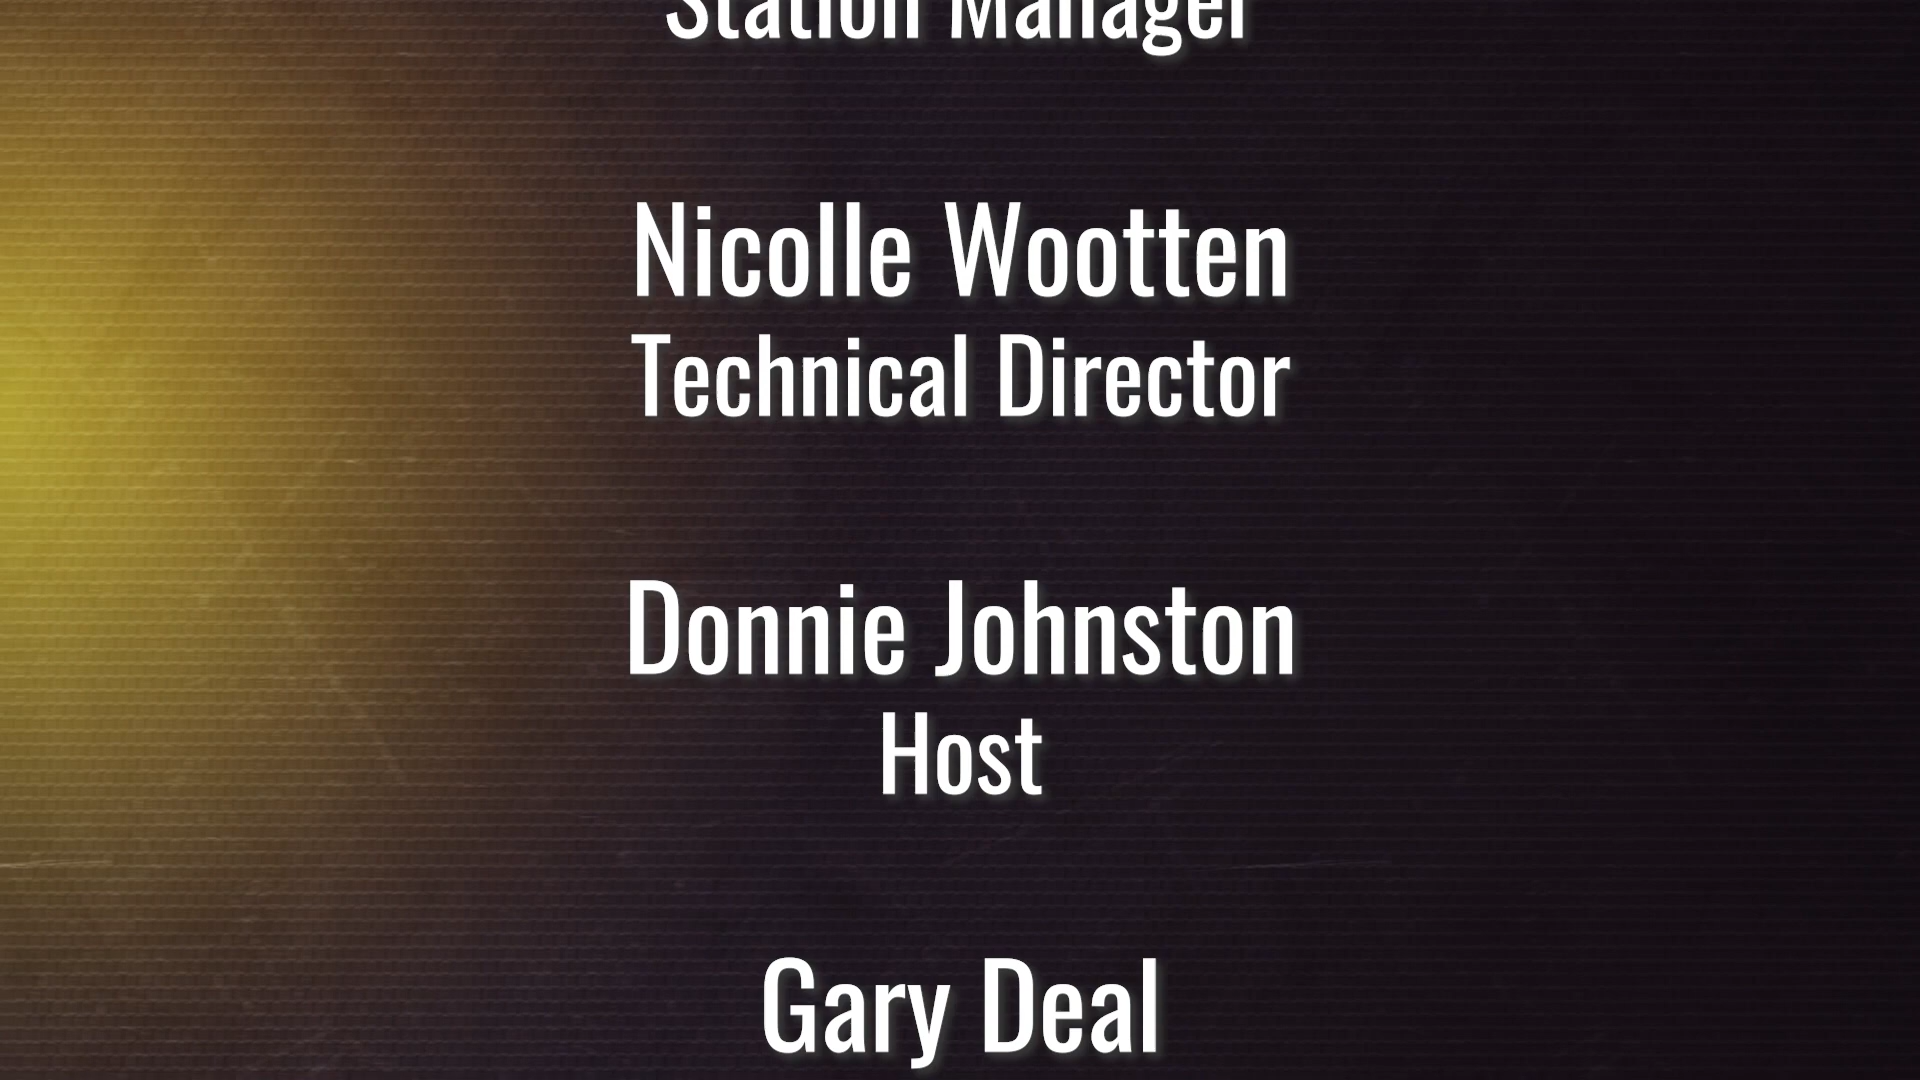 Station Manager
Nicolle Wootten
Technical Director
Donnie Johnston
Host
Gary Deal